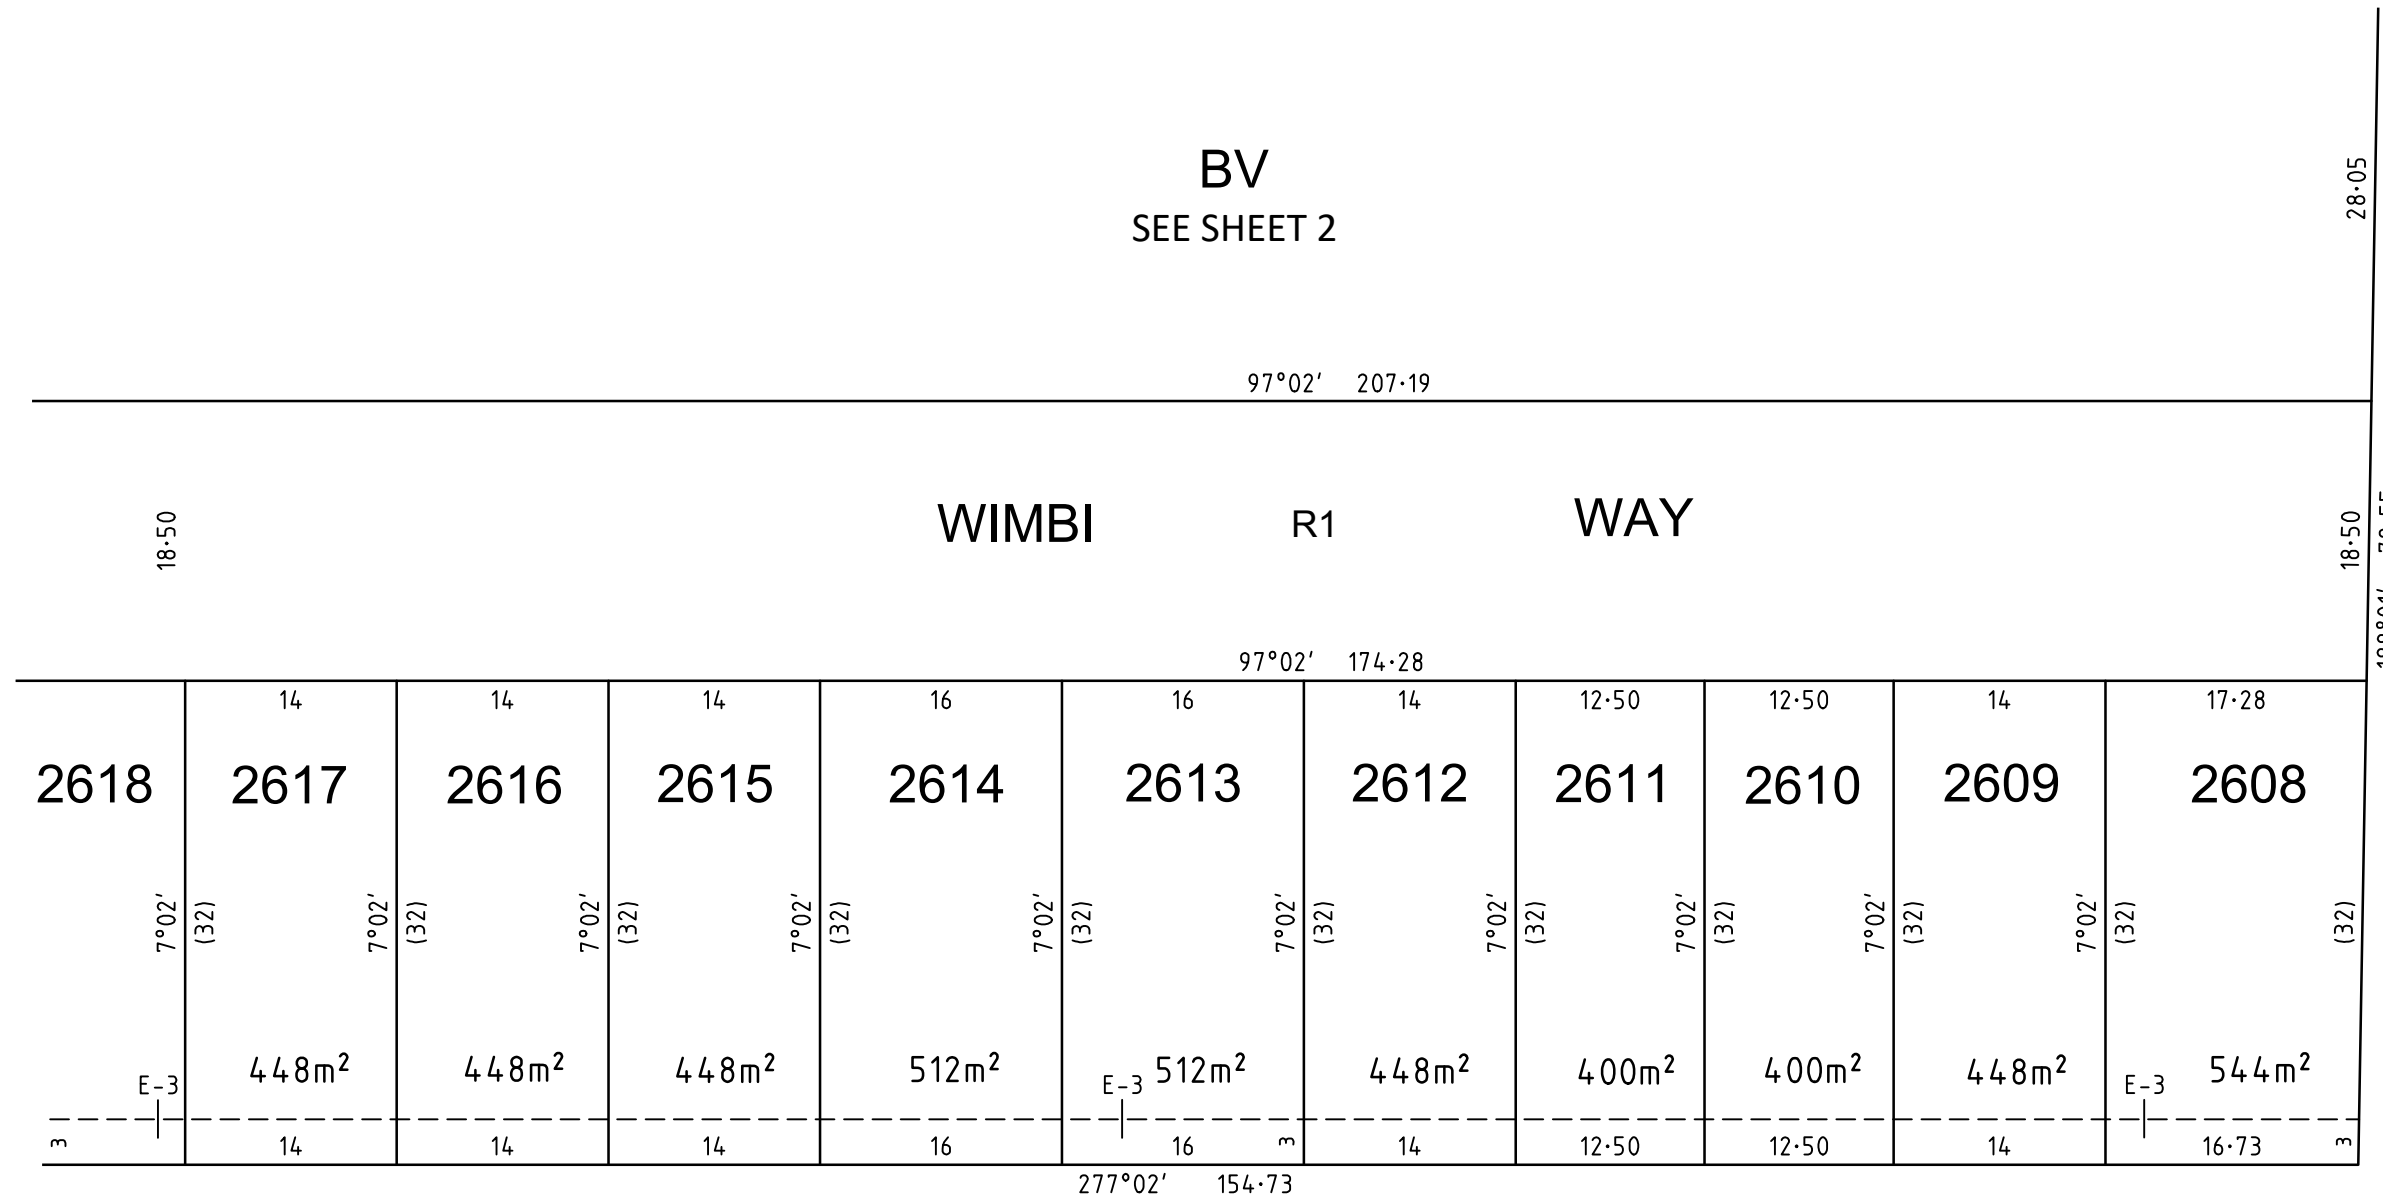 BV
SEE SHEET 2
28·05
97°02' 207·19
WIMBI R1 WAY
18·50
18·50
97°02' 174·28
14 14 14 16 16 14 12·50 12·50 14 17·28
2618 2617 2616 2615 2614 2613 2612 2611 2610 2609 2608
7°02' (32) 7°02' (32) 7°02' (32) 7°02' (32) 7°02' (32) 7°02' (32) 7°02' (32) 7°02' (32) 7°02' (32) 7°02' (32) (32)
448m² 448m² 448m² 512m² 512m² 448m² 400m² 400m² 448m² 544m²
E-3 E-3 E-3
3 14 14 14 16 16 3 14 12·50 12·50 14 16·73 3
277°02' 154·73